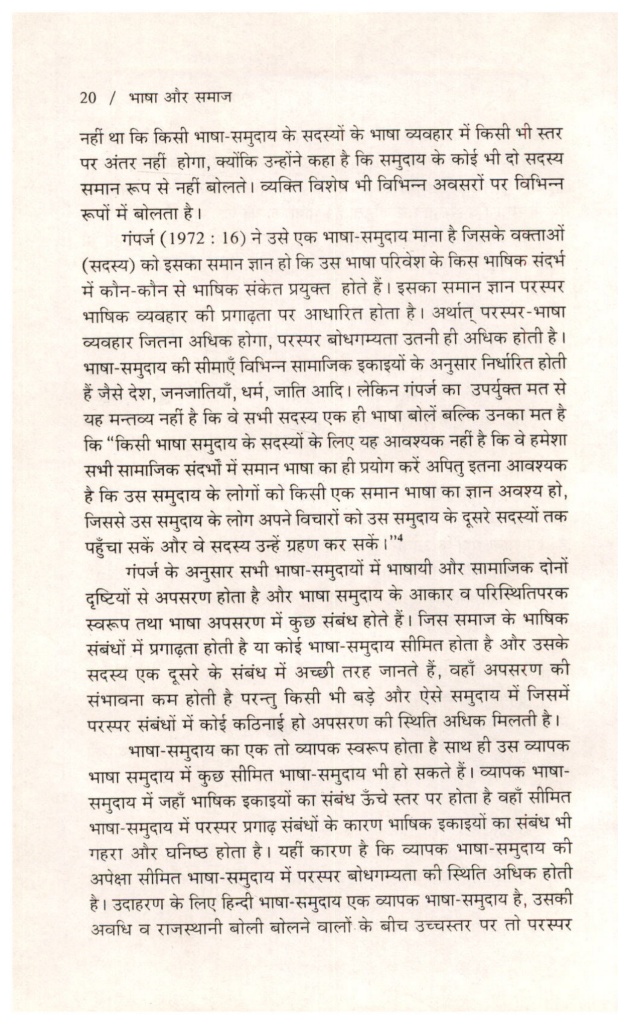 20 / भाषा और समाज
नहीं था कि किसी भाषा-समुदाय के सदस्यों के भाषा व्यवहार में किसी भी स्तर
पर अंतर नहीं होगा, क्योंकि उन्होंने कहा है कि समुदाय के कोई भी दो सदस्य
समान रूप से नहीं बोलते। व्यक्ति विशेष भी विभिन्न अवसरों पर विभिन्न
रूपों में बोलता है।
गंपर्ज (1972 : 16) ने उसे एक भाषा-समुदाय माना है जिसके वक्ताओं
(सदस्य) को इसका समान ज्ञान हो कि उस भाषा परिवेश के किस भाषिक संदर्भ
में कौन-कौन से भाषिक संकेत प्रयुक्त होते हैं। इसका समान ज्ञान परस्पर
भाषिक व्यवहार की प्रगाढ़ता पर आधारित होता है। अर्थात् परस्पर-भाषा
व्यवहार जितना अधिक होगा, परस्पर बोधगम्यता उतनी ही अधिक होती है।
भाषा-समुदाय की सीमाएँ विभिन्न सामाजिक इकाइयों के अनुसार निर्धारित होती
हैं जैसे देश, जनजातियाँ, धर्म, जाति आदि। लेकिन गंपर्ज का उपर्युक्त मत से
यह मन्तव्य नहीं है कि वे सभी सदस्य एक ही भाषा बोलें बल्कि उनका मत है
कि “किसी भाषा समुदाय के सदस्यों के लिए यह आवश्यक नहीं है कि वे हमेशा
सभी सामाजिक संदर्भों में समान भाषा का ही प्रयोग करें अपितु इतना आवश्यक
है कि उस समुदाय के लोगों को किसी एक समान भाषा का ज्ञान अवश्य हो,
जिससे उस समुदाय के लोग अपने विचारों को उस समुदाय के दूसरे सदस्यों तक
पहुँचा सकें और वे सदस्य उन्हें ग्रहण कर सकें।”⁴
गंपर्ज के अनुसार सभी भाषा-समुदायों में भाषायी और सामाजिक दोनों
दृष्टियों से अपसरण होता है और भाषा समुदाय के आकार व परिस्थितिपरक
स्वरूप तथा भाषा अपसरण में कुछ संबंध होते हैं। जिस समाज के भाषिक
संबंधों में प्रगाढ़ता होती है या कोई भाषा-समुदाय सीमित होता है और उसके
सदस्य एक दूसरे के संबंध में अच्छी तरह जानते हैं, वहाँ अपसरण की
संभावना कम होती है परन्तु किसी भी बड़े और ऐसे समुदाय में जिसमें
परस्पर संबंधों में कोई कठिनाई हो अपसरण की स्थिति अधिक मिलती है।
भाषा-समुदाय का एक तो व्यापक स्वरूप होता है साथ ही उस व्यापक
भाषा समुदाय में कुछ सीमित भाषा-समुदाय भी हो सकते हैं। व्यापक भाषा-
समुदाय में जहाँ भाषिक इकाइयों का संबंध ऊँचे स्तर पर होता है वहाँ सीमित
भाषा-समुदाय में परस्पर प्रगाढ़ संबंधों के कारण भाषिक इकाइयों का संबंध भी
गहरा और घनिष्ठ होता है। यहीं कारण है कि व्यापक भाषा-समुदाय की
अपेक्षा सीमित भाषा-समुदाय में परस्पर बोधगम्यता की स्थिति अधिक होती
है। उदाहरण के लिए हिन्दी भाषा-समुदाय एक व्यापक भाषा-समुदाय है, उसकी
अवधि व राजस्थानी बोली बोलने वालों के बीच उच्चस्तर पर तो परस्पर